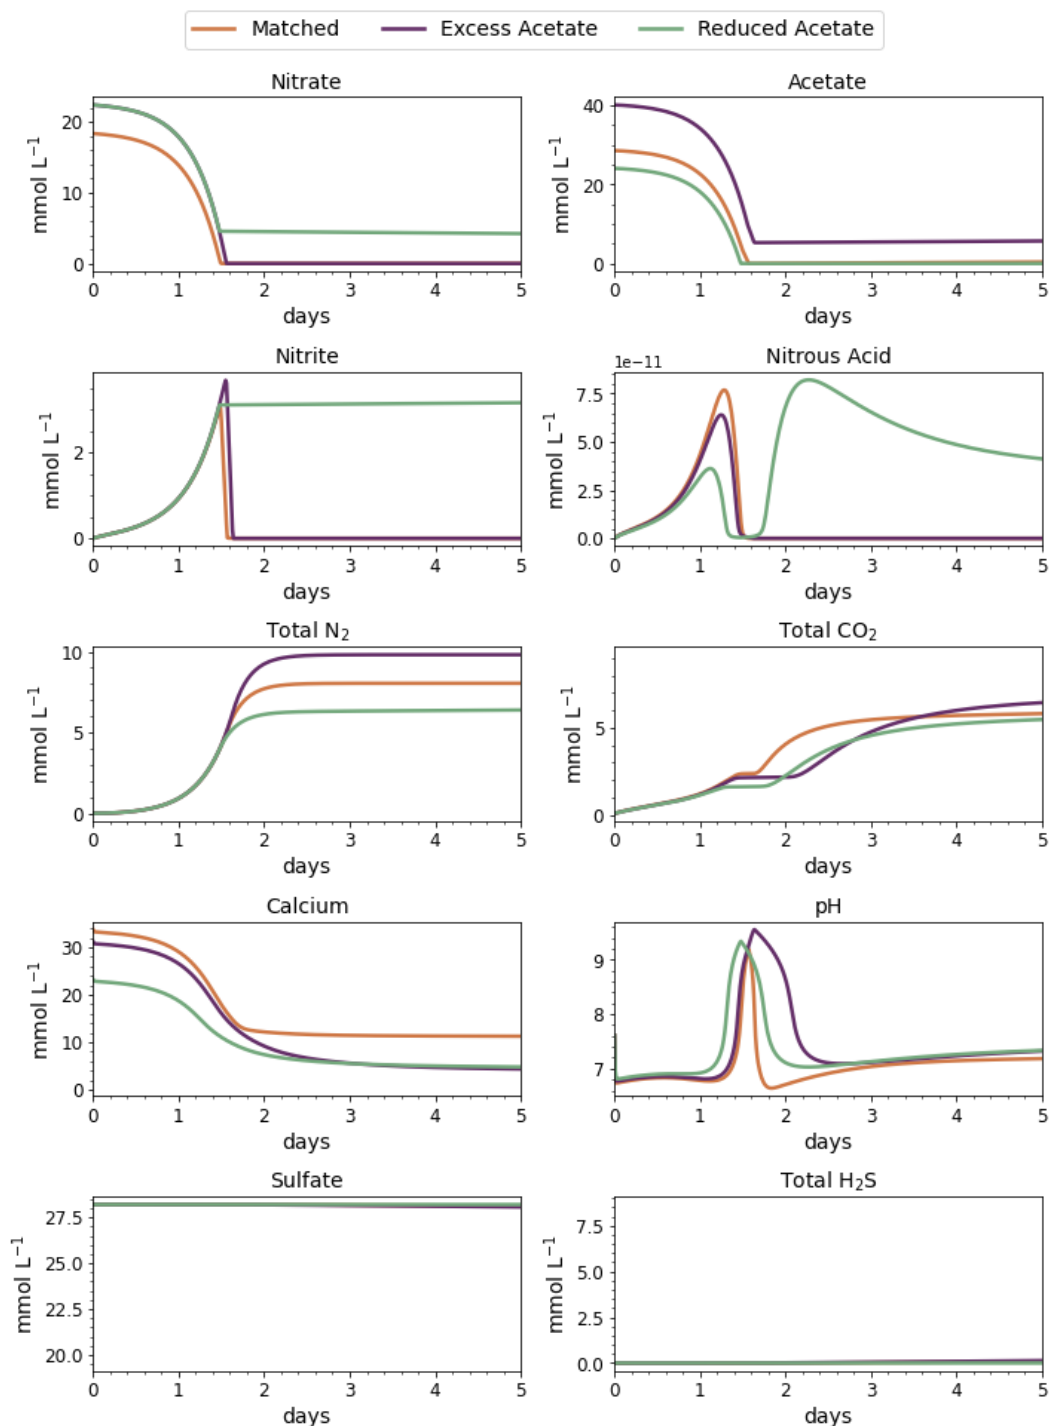 Matched Excess Acetate Reduced Acetate
Nitrate
mmol L⁻¹
20
10
0
0 1 2 3 4 5
days
Acetate
mmol L⁻¹
40
20
0
0 1 2 3 4 5
days
Nitrite
mmol L⁻¹
2
0
0 1 2 3 4 5
days
Nitrous Acid
1e−11
mmol L⁻¹
7.5
5.0
2.5
0.0
0 1 2 3 4 5
days
Total N₂
mmol L⁻¹
10
5
0
0 1 2 3 4 5
days
Total CO₂
mmol L⁻¹
5
0
0 1 2 3 4 5
days
Calcium
mmol L⁻¹
30
20
10
0
0 1 2 3 4 5
days
pH
9
8
7
0 1 2 3 4 5
days
Sulfate
mmol L⁻¹
27.5
25.0
22.5
20.0
0 1 2 3 4 5
days
Total H₂S
mmol L⁻¹
7.5
5.0
2.5
0.0
0 1 2 3 4 5
days